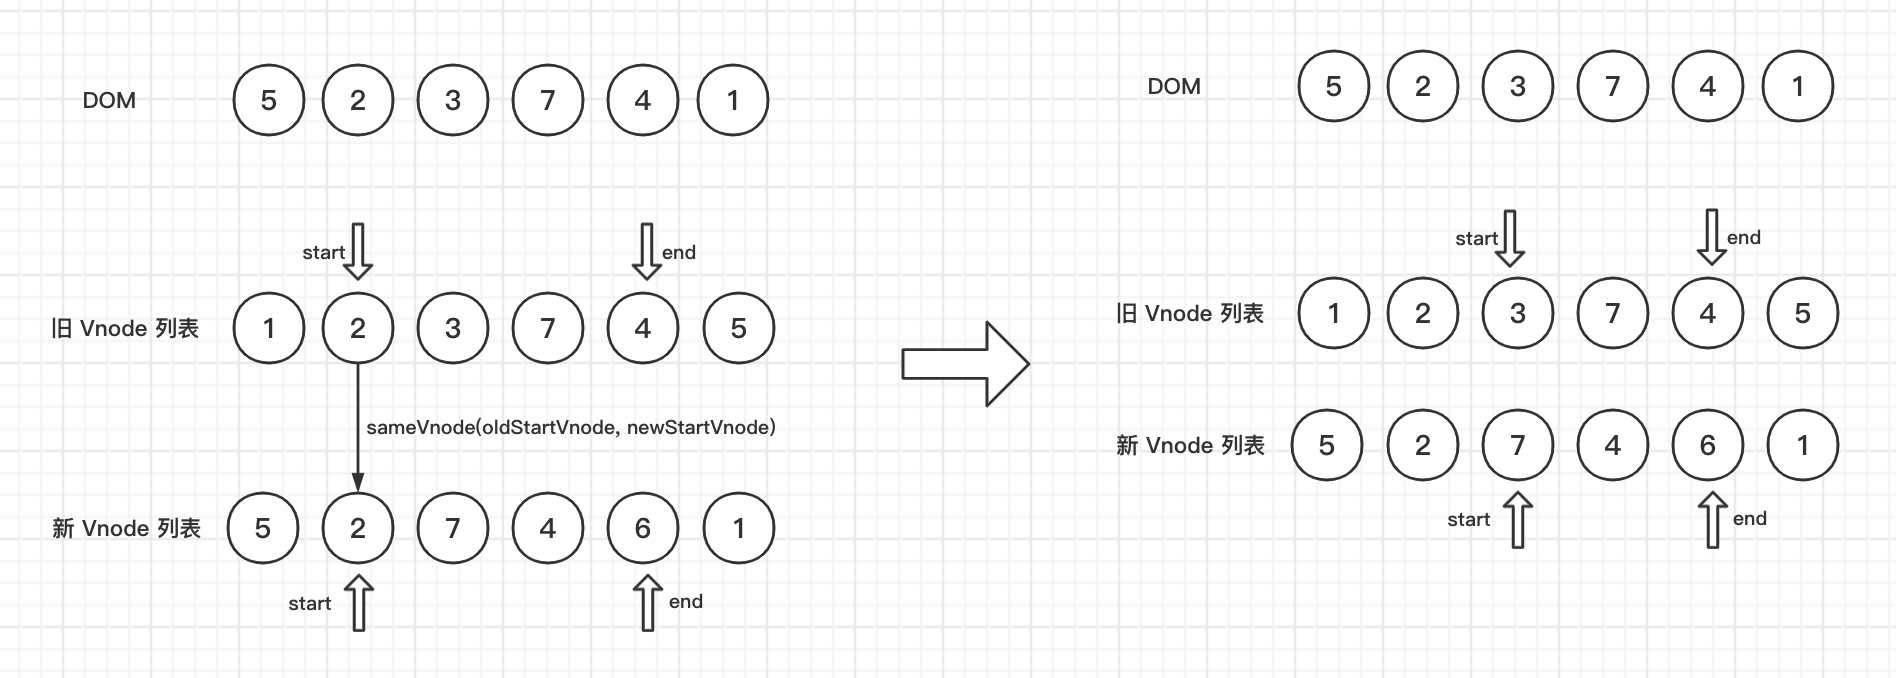 DOM 5 2 3 7 4 1
start end
旧 Vnode 列表 1 2 3 7 4 5
sameVnode(oldStartVnode, newStartVnode)
新 Vnode 列表 5 2 7 4 6 1
start end
DOM 5 2 3 7 4 1
start end
旧 Vnode 列表 1 2 3 7 4 5
新 Vnode 列表 5 2 7 4 6 1
start end